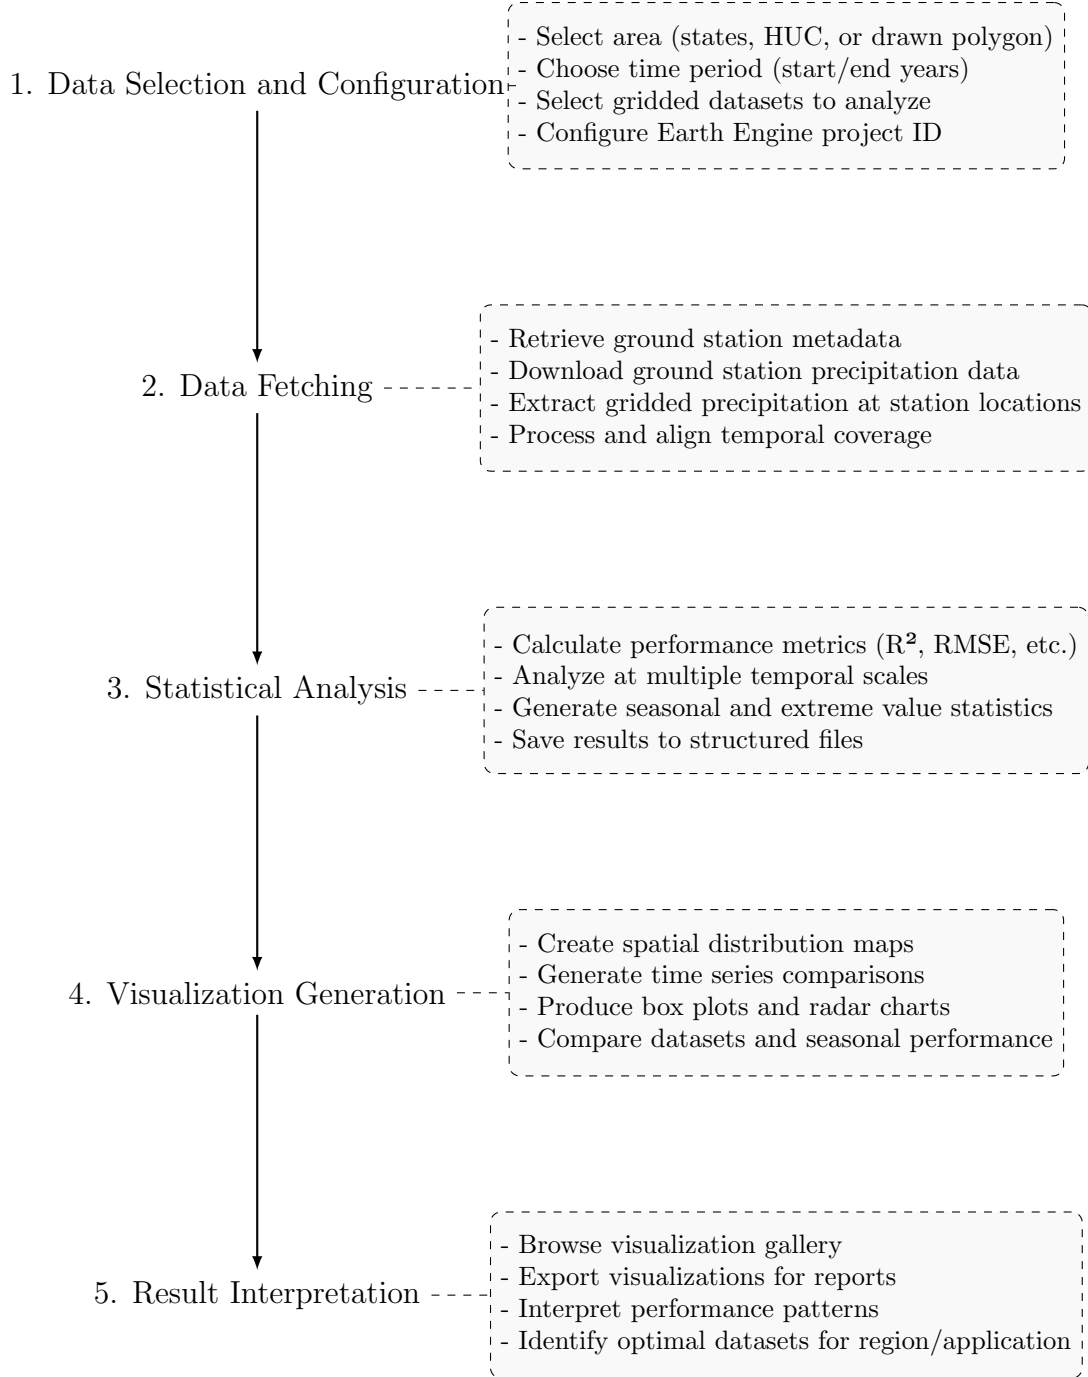 1. Data Selection and Configuration
- Select area (states, HUC, or drawn polygon)
- Choose time period (start/end years)
- Select gridded datasets to analyze
- Configure Earth Engine project ID
2. Data Fetching
- Retrieve ground station metadata
- Download ground station precipitation data
- Extract gridded precipitation at station locations
- Process and align temporal coverage
3. Statistical Analysis
- Calculate performance metrics (R², RMSE, etc.)
- Analyze at multiple temporal scales
- Generate seasonal and extreme value statistics
- Save results to structured files
4. Visualization Generation
- Create spatial distribution maps
- Generate time series comparisons
- Produce box plots and radar charts
- Compare datasets and seasonal performance
5. Result Interpretation
- Browse visualization gallery
- Export visualizations for reports
- Interpret performance patterns
- Identify optimal datasets for region/application